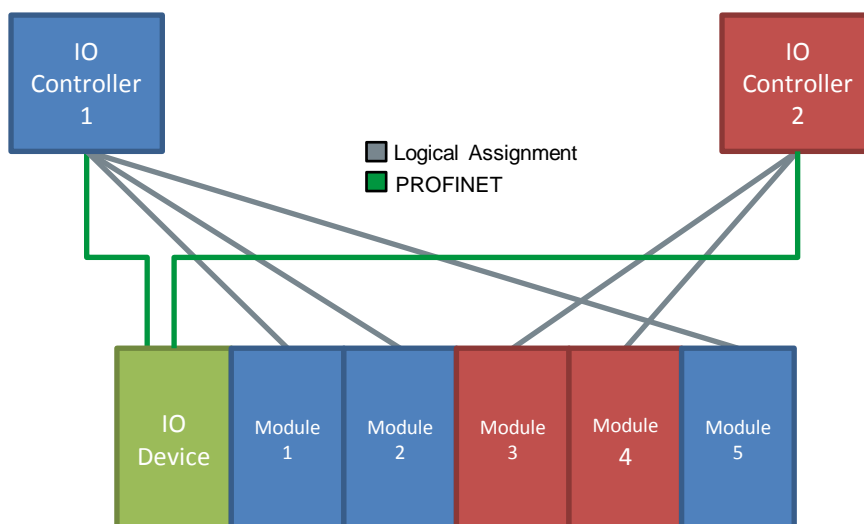 IO
Controller
1
IO
Controller
2
Logical Assignment
PROFINET
IO
Device
Module
1
Module
2
Module
3
Module
4
Module
5